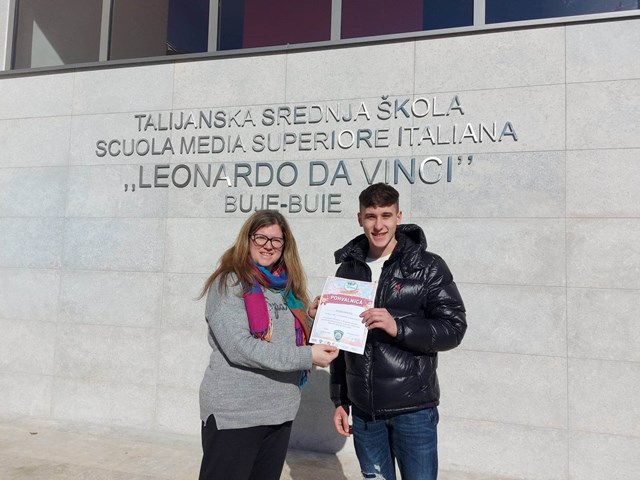 TALIJANSKA SREDNJA ŠKOLA
SCUOLA MEDIA SUPERIORE ITALIANA
,,LEONARDO DA VINCI’’
BUJE-BUIE
POHVALNICA